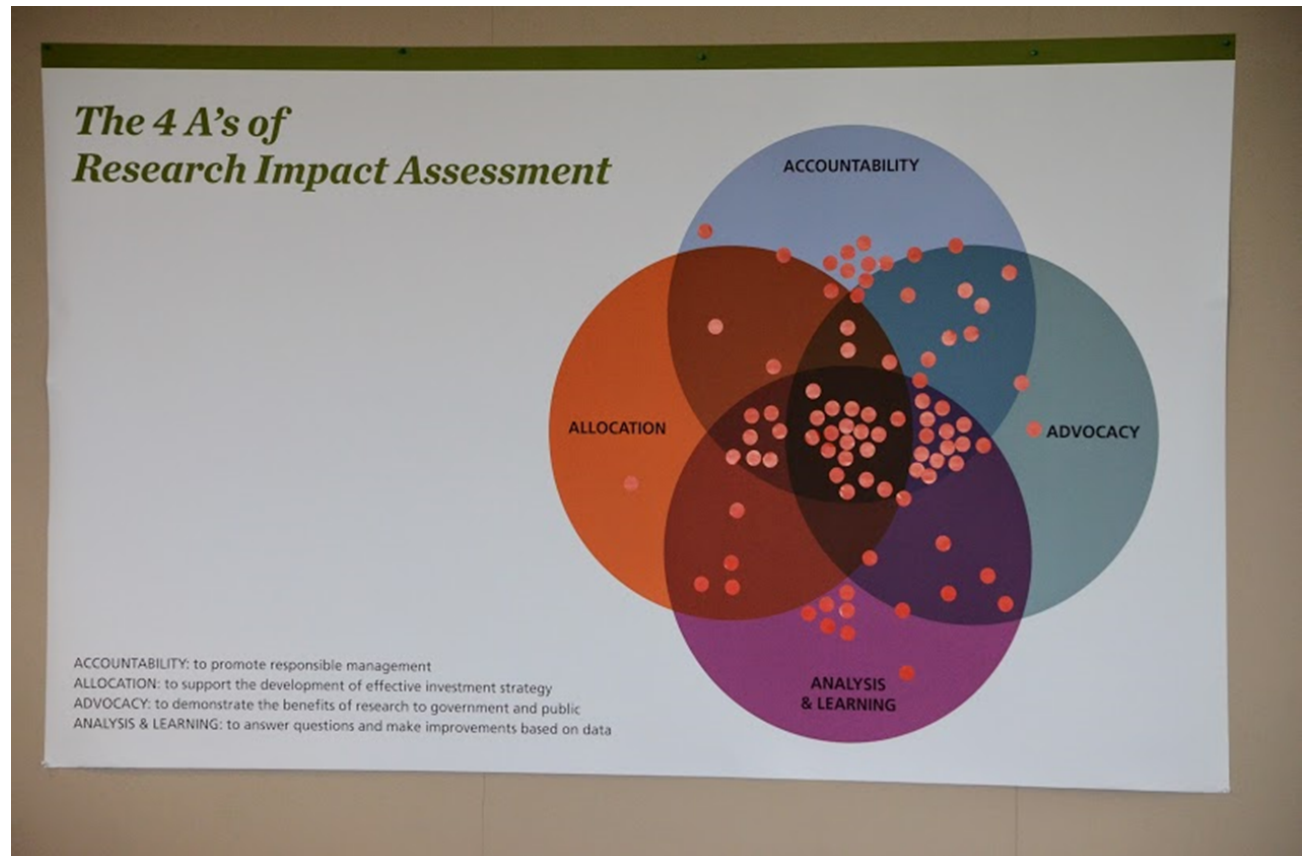 The 4 A's of
Research Impact Assessment
ACCOUNTABILITY
ALLOCATION
ADVOCACY
ANALYSIS
& LEARNING
ACCOUNTABILITY: to promote responsible management
ALLOCATION: to support the development of effective investment strategy
ADVOCACY: to demonstrate the benefits of research to government and public
ANALYSIS & LEARNING: to answer questions and make improvements based on data